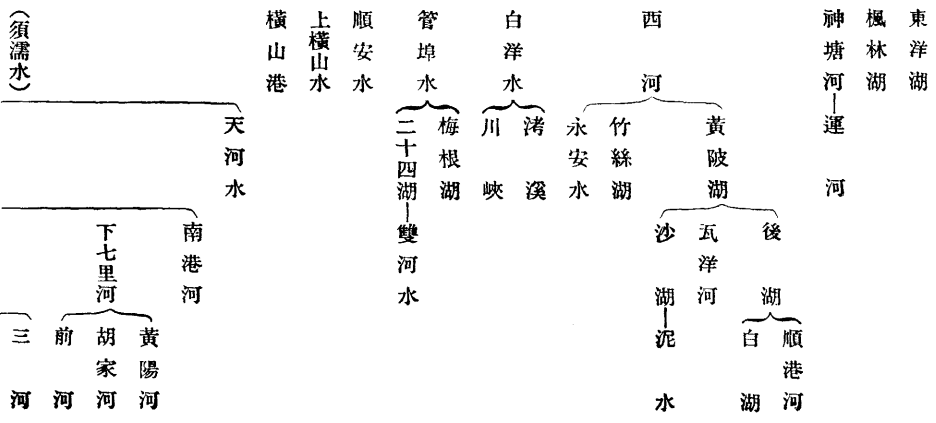 東洋湖
楓林湖
神塘河—運河
西河
黃陂湖
後湖
順港河
白湖
瓦洋河
沙湖—泥水
竹絲湖
永安水
白洋水
涍溪
川峽
管埠水
梅根湖
二十四湖—雙河水
順安水
上橫山水
橫山港
天河水
南港河
下七里河
黃陽河
胡家河
前河
三河
（須濡水）